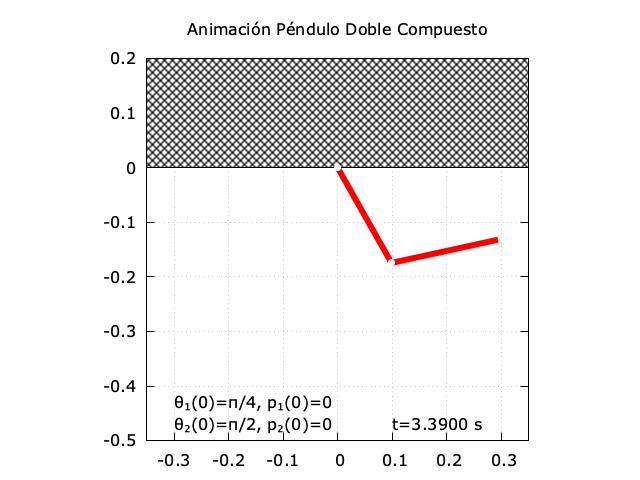 Animación Péndulo Doble Compuesto
0.2
0.1
0
-0.1
-0.2
-0.3
-0.4
-0.5
θ₁(0)=π/4, p₁(0)=0
θ₂(0)=π/2, p₂(0)=0
t=3.3900 s
-0.3 -0.2 -0.1 0 0.1 0.2 0.3